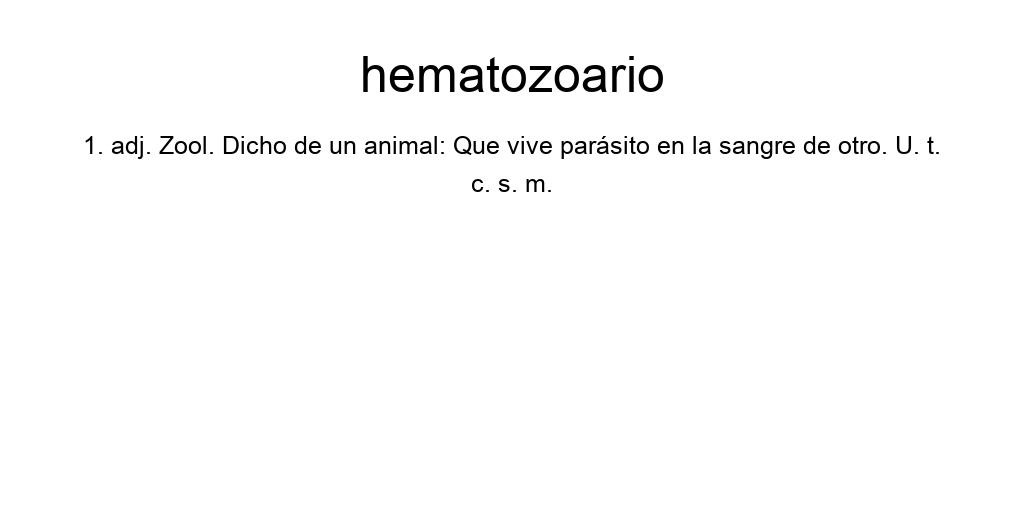 hematozoario
1. adj. Zool. Dicho de un animal: Que vive parásito en la sangre de otro. U. t.
c. s. m.